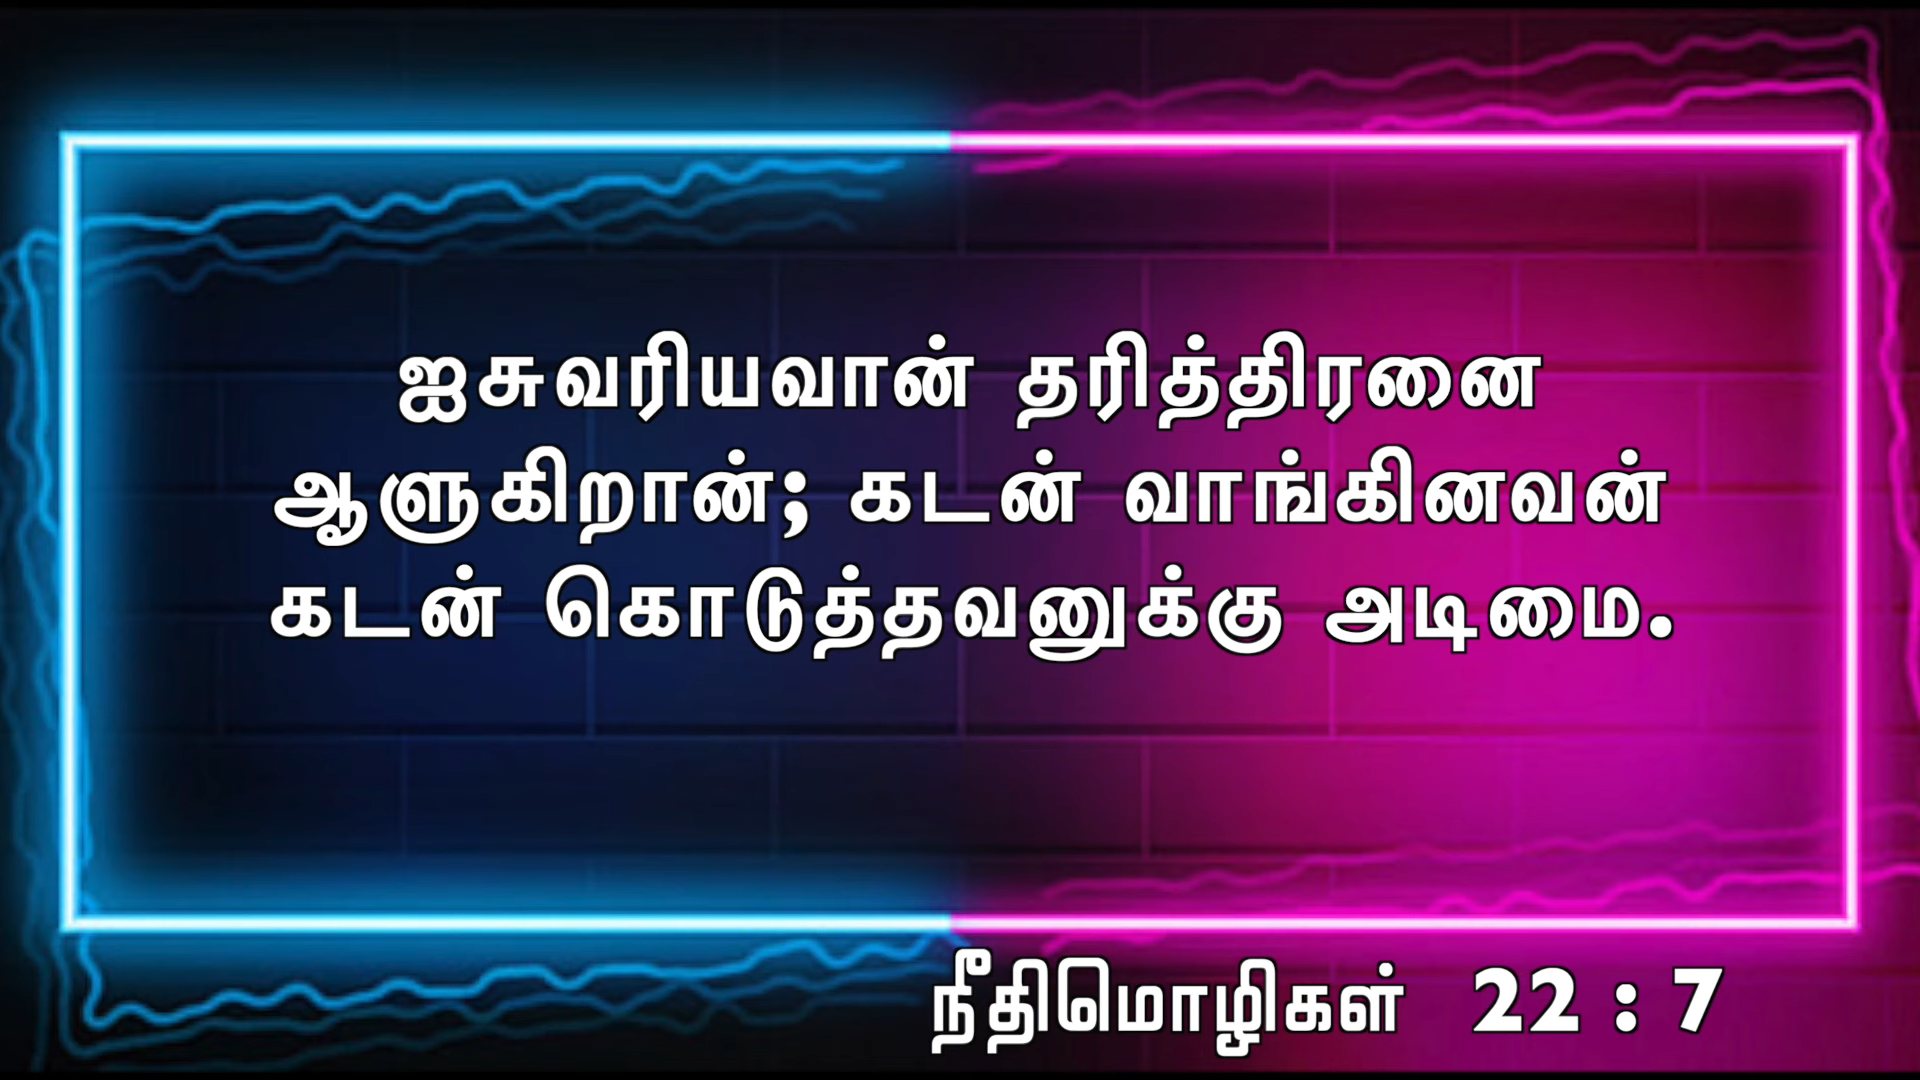 ஐசுவரியவான் தரித்திரனை
ஆளுகிறான்; கடன் வாங்கினவன்
கடன் கொடுத்தவனுக்கு அடிமை.
நீதிமொழிகள் 22 : 7